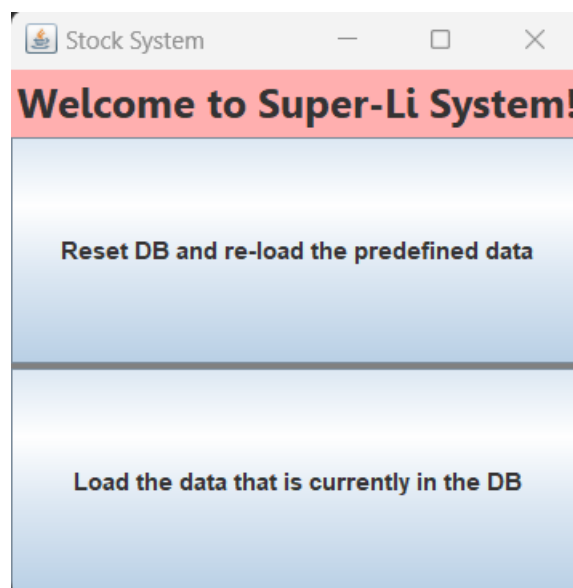 Stock System
Welcome to Super-Li System!
Reset DB and re-load the predefined data
Load the data that is currently in the DB